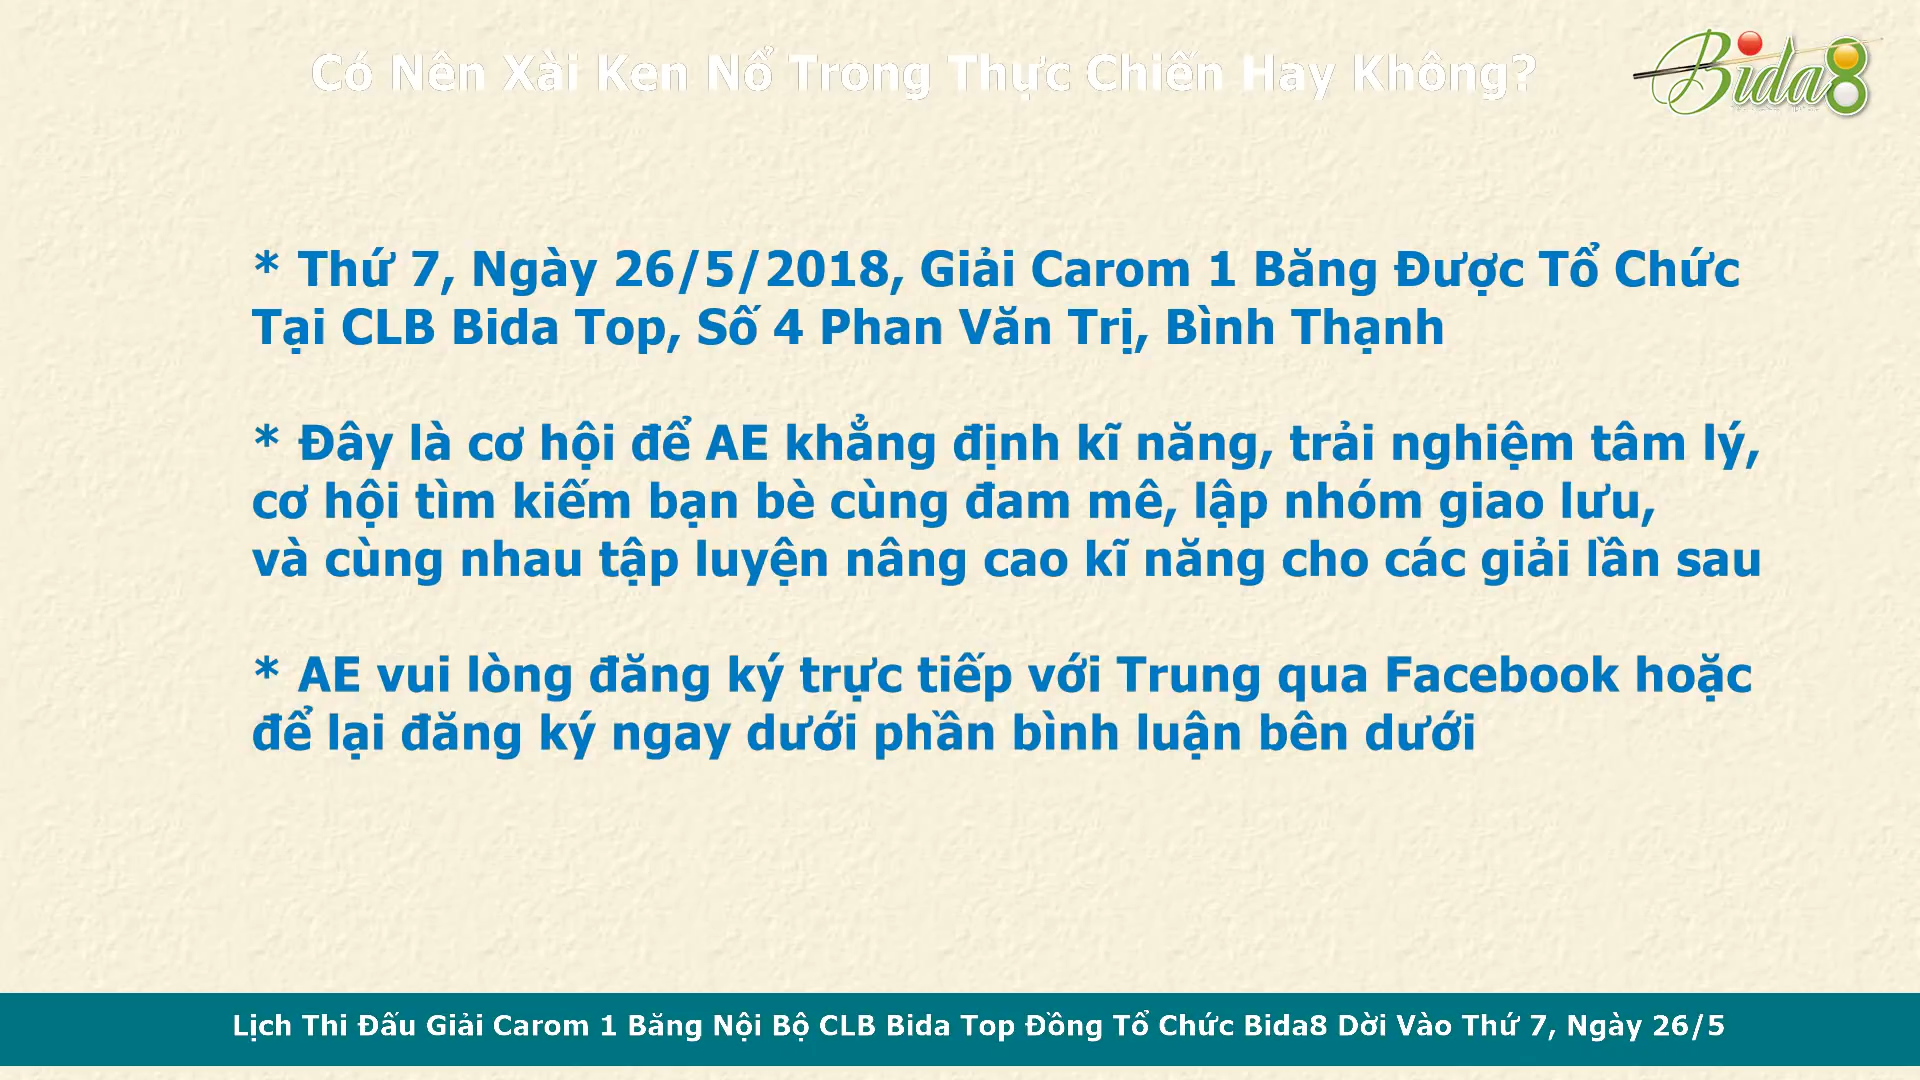 Có Nên Xài Ken Nổ Trong Thực Chiến Hay Không?
Bida8
* Thứ 7, Ngày 26/5/2018, Giải Carom 1 Băng Được Tổ Chức
Tại CLB Bida Top, Số 4 Phan Văn Trị, Bình Thạnh
* Đây là cơ hội để AE khẳng định kĩ năng, trải nghiệm tâm lý,
cơ hội tìm kiếm bạn bè cùng đam mê, lập nhóm giao lưu,
và cùng nhau tập luyện nâng cao kĩ năng cho các giải lần sau
* AE vui lòng đăng ký trực tiếp với Trung qua Facebook hoặc
để lại đăng ký ngay dưới phần bình luận bên dưới
Lịch Thi Đấu Giải Carom 1 Băng Nội Bộ CLB Bida Top Đồng Tổ Chức Bida8 Dời Vào Thứ 7, Ngày 26/5